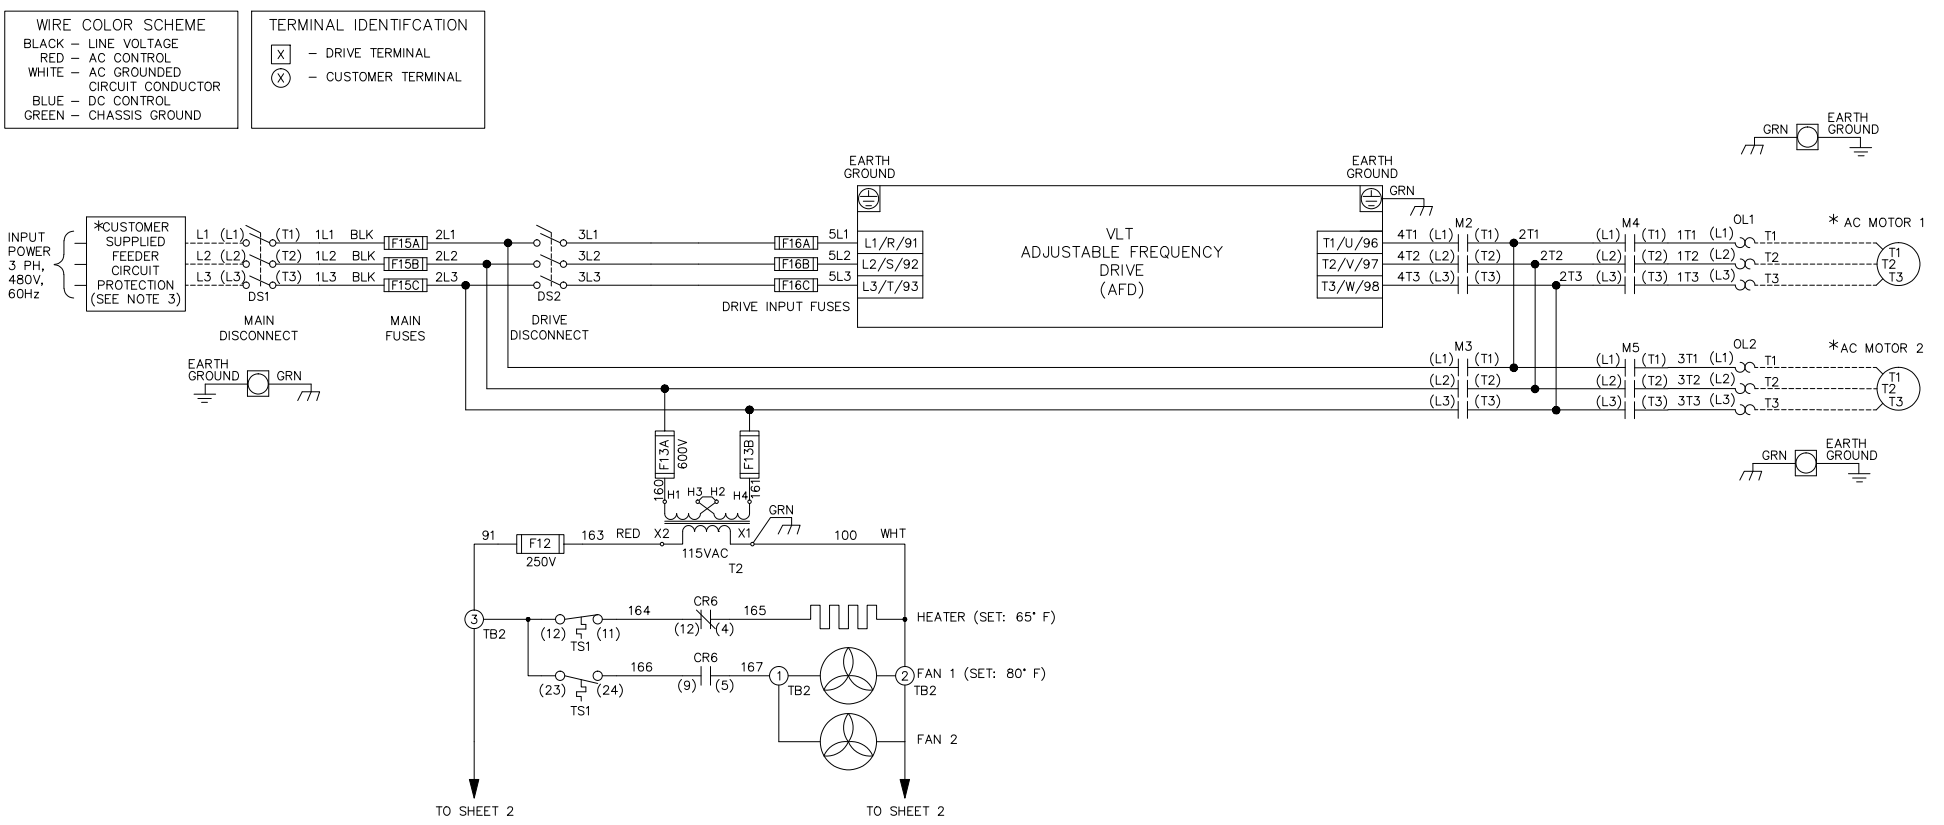 WIRE COLOR SCHEME
BLACK – LINE VOLTAGE
RED – AC CONTROL
WHITE – AC GROUNDED
CIRCUIT CONDUCTOR
BLUE – DC CONTROL
GREEN – CHASSIS GROUND
TERMINAL IDENTIFCATION
X – DRIVE TERMINAL
X – CUSTOMER TERMINAL
GRN EARTH
GROUND
EARTH
GROUND
EARTH
GROUND
GRN
INPUT
POWER
3 PH,
480V,
60Hz
*CUSTOMER
SUPPLIED
FEEDER
CIRCUIT
PROTECTION
(SEE NOTE 3)
L1 (L1) (T1) 1L1 BLK F15A 2L1 3L1 F16A 5L1 L1/R/91
L2 (L2) (T2) 1L2 BLK F15B 2L2 3L2 F16B 5L2 L2/S/92
L3 (L3) (T3) 1L3 BLK F15C 2L3 3L3 F16C 5L3 L3/T/93
DS1
MAIN
DISCONNECT
MAIN
FUSES
DS2
DRIVE
DISCONNECT
DRIVE INPUT FUSES
VLT
ADJUSTABLE FREQUENCY
DRIVE
(AFD)
M2 M4 OL1 * AC MOTOR 1
T1/U/96 4T1 (L1) (T1) 2T1 (L1) (T1) 1T1 (L1) T1
T2/V/97 4T2 (L2) (T2) 2T2 (L2) (T2) 1T2 (L2) T2
T3/W/98 4T3 (L3) (T3) 2T3 (L3) (T3) 1T3 (L3) T3
T1
T2
T3
M3 M5 OL2 *AC MOTOR 2
(L1) (T1) (L1) (T1) 3T1 (L1) T1
(L2) (T2) (L2) (T2) 3T2 (L2) T2
(L3) (T3) (L3) (T3) 3T3 (L3) T3
T1
T2
T3
EARTH
GROUND GRN
GRN EARTH
GROUND
F13A
600V
F13B
160 H1 H3 H2 H4 161
GRN
91 F12 163 RED X2 X1 100 WHT
250V
115VAC
T2
3 TB2
(12) (11) 164 CR6 (12) (4) 165 HEATER (SET: 65° F)
TS1
(23) (24) 166 CR6 (9) (5) 167 1 TB2 2 TB2 FAN 1 (SET: 80° F)
TS1
FAN 2
TO SHEET 2
TO SHEET 2